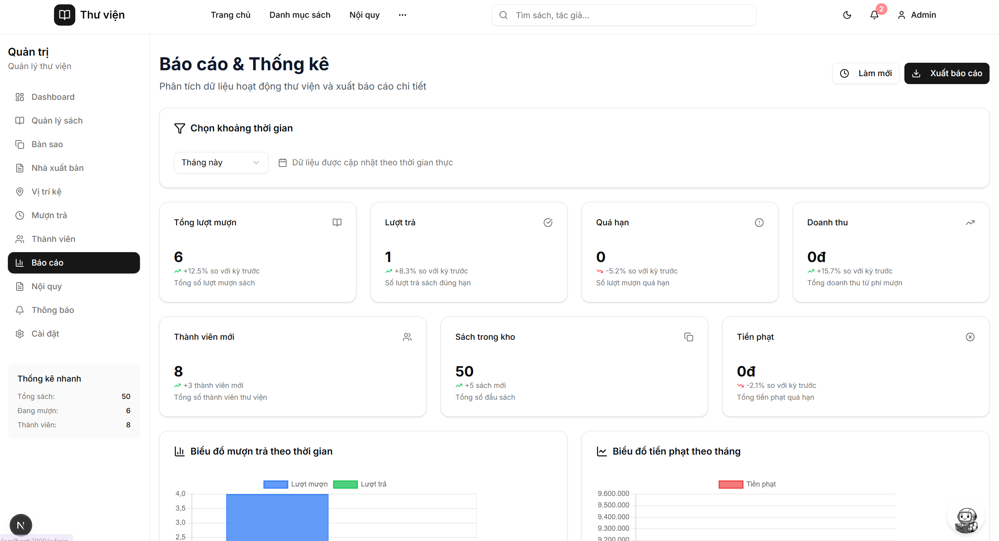 Thư viện
Trang chủ
Danh mục sách
Nội quy
Tìm sách, tác giả...
2
Admin
Quản trị
Quản lý thư viện
Dashboard
Quản lý sách
Bản sao
Nhà xuất bản
Vị trí kệ
Mượn trả
Thành viên
Báo cáo
Nội quy
Thông báo
Cài đặt
Thống kê nhanh
Tổng sách: 50
Đang mượn: 6
Thành viên: 8
Báo cáo & Thống kê
Phân tích dữ liệu hoạt động thư viện và xuất báo cáo chi tiết
Làm mới
Xuất báo cáo
Chọn khoảng thời gian
Tháng này
Dữ liệu được cập nhật theo thời gian thực
Tổng lượt mượn
6
+12.5% so với kỳ trước
Tổng số lượt mượn sách
Lượt trả
1
+8.3% so với kỳ trước
Số lượt trả sách đúng hạn
Quá hạn
0
-5.2% so với kỳ trước
Số lượt mượn quá hạn
Doanh thu
0đ
+15.7% so với kỳ trước
Tổng doanh thu từ phí mượn
Thành viên mới
8
+3 thành viên mới
Tổng số thành viên thư viện
Sách trong kho
50
+5 sách mới
Tổng số đầu sách
Tiền phạt
0đ
-2.1% so với kỳ trước
Tổng tiền phạt quá hạn
Biểu đồ mượn trả theo thời gian
Lượt mượn
Lượt trả
4,0
3,5
3,0
2,5
Biểu đồ tiền phạt theo tháng
Tiền phạt
9.600.000
9.500.000
9.400.000
9.300.000
9.200.000
N
localhost:3000/admin